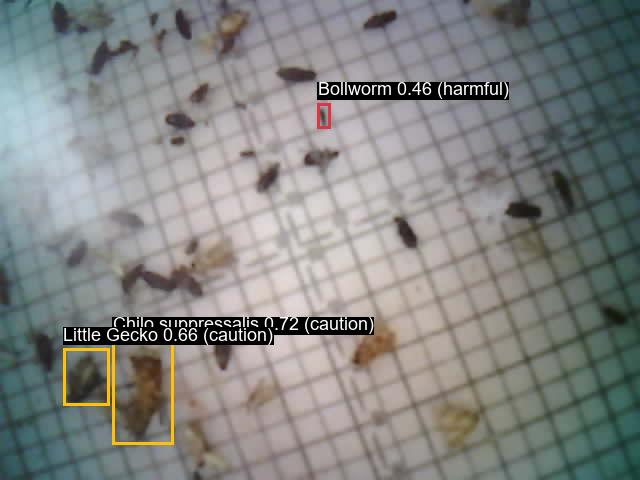 Bollworm 0.46 (harmful)
Chilo suppressalis 0.72 (caution)
Little Gecko 0.66 (caution)